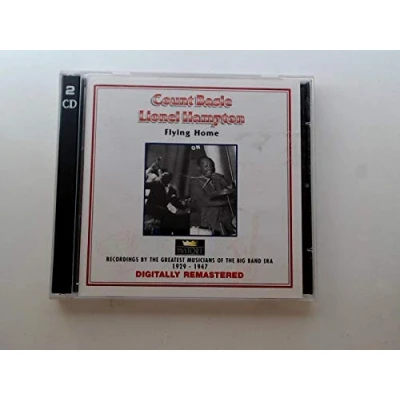 2
CD
Count Basie
Lionel Hampton
Flying Home
ON
RECORDINGS BY THE GREATEST MUSICIANS OF THE BIG BAND ERA
1929 - 1947
DIGITALLY REMASTERED